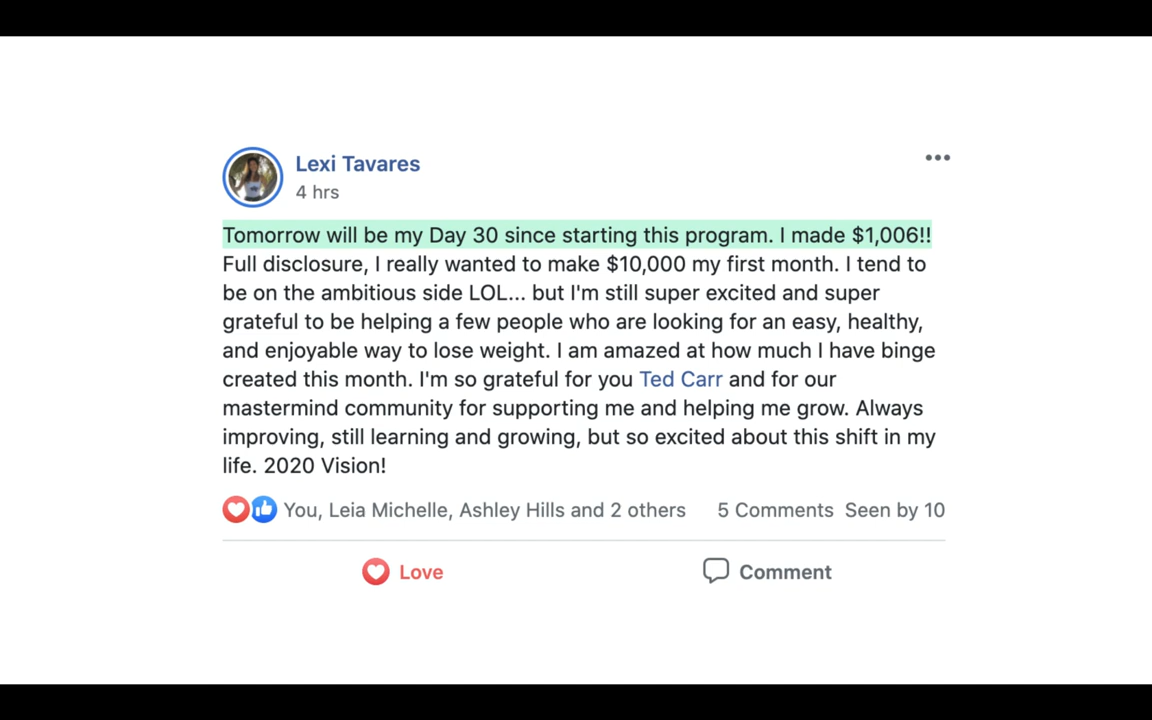 Lexi Tavares
4 hrs
Tomorrow will be my Day 30 since starting this program. I made $1,006!!
Full disclosure, I really wanted to make $10,000 my first month. I tend to
be on the ambitious side LOL... but I'm still super excited and super
grateful to be helping a few people who are looking for an easy, healthy,
and enjoyable way to lose weight. I am amazed at how much I have binge
created this month. I'm so grateful for you Ted Carr and for our
mastermind community for supporting me and helping me grow. Always
improving, still learning and growing, but so excited about this shift in my
life. 2020 Vision!
You, Leia Michelle, Ashley Hills and 2 others 5 Comments Seen by 10
Love Comment